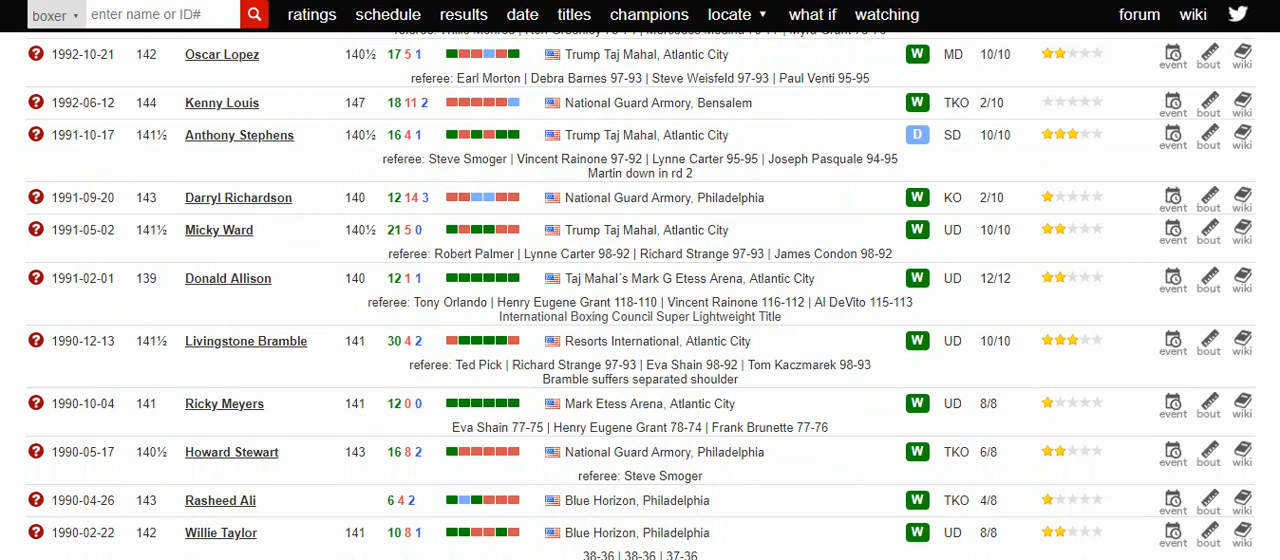 boxer enter name or ID# ratings schedule results date titles champions locate what if watching forum wiki
1992-10-21 142 Oscar Lopez 140½ 17 5 1 Trump Taj Mahal, Atlantic City W MD 10/10 event bout wiki
referee: Earl Morton | Debra Barnes 97-93 | Steve Weisfeld 97-93 | Paul Venti 95-95
1992-06-12 144 Kenny Louis 147 18 11 2 National Guard Armory, Bensalem W TKO 2/10 event bout wiki
1991-10-17 141½ Anthony Stephens 140½ 16 4 1 Trump Taj Mahal, Atlantic City D SD 10/10 event bout wiki
referee: Steve Smoger | Vincent Rainone 97-92 | Lynne Carter 95-95 | Joseph Pasquale 94-95
Martin down in rd 2
1991-09-20 143 Darryl Richardson 140 12 14 3 National Guard Armory, Philadelphia W KO 2/10 event bout wiki
1991-05-02 141½ Micky Ward 140½ 21 5 0 Trump Taj Mahal, Atlantic City W UD 10/10 event bout wiki
referee: Robert Palmer | Lynne Carter 98-92 | Richard Strange 97-93 | James Condon 98-92
1991-02-01 139 Donald Allison 140 12 1 1 Taj Mahal´s Mark G Etess Arena, Atlantic City W UD 12/12 event bout wiki
referee: Tony Orlando | Henry Eugene Grant 118-110 | Vincent Rainone 116-112 | Al DeVito 115-113
International Boxing Council Super Lightweight Title
1990-12-13 141½ Livingstone Bramble 141 30 4 2 Resorts International, Atlantic City W UD 10/10 event bout wiki
referee: Ted Pick | Richard Strange 97-93 | Eva Shain 98-92 | Tom Kaczmarek 98-93
Bramble suffers separated shoulder
1990-10-04 141 Ricky Meyers 141 12 0 0 Mark Etess Arena, Atlantic City W UD 8/8 event bout wiki
Eva Shain 77-75 | Henry Eugene Grant 78-74 | Frank Brunette 77-76
1990-05-17 140½ Howard Stewart 143 16 8 2 National Guard Armory, Philadelphia W TKO 6/8 event bout wiki
referee: Steve Smoger
1990-04-26 143 Rasheed Ali 6 4 2 Blue Horizon, Philadelphia W TKO 4/8 event bout wiki
1990-02-22 142 Willie Taylor 141 10 8 1 Blue Horizon, Philadelphia W UD 8/8 event bout wiki
38-36 | 38-36 | 37-36